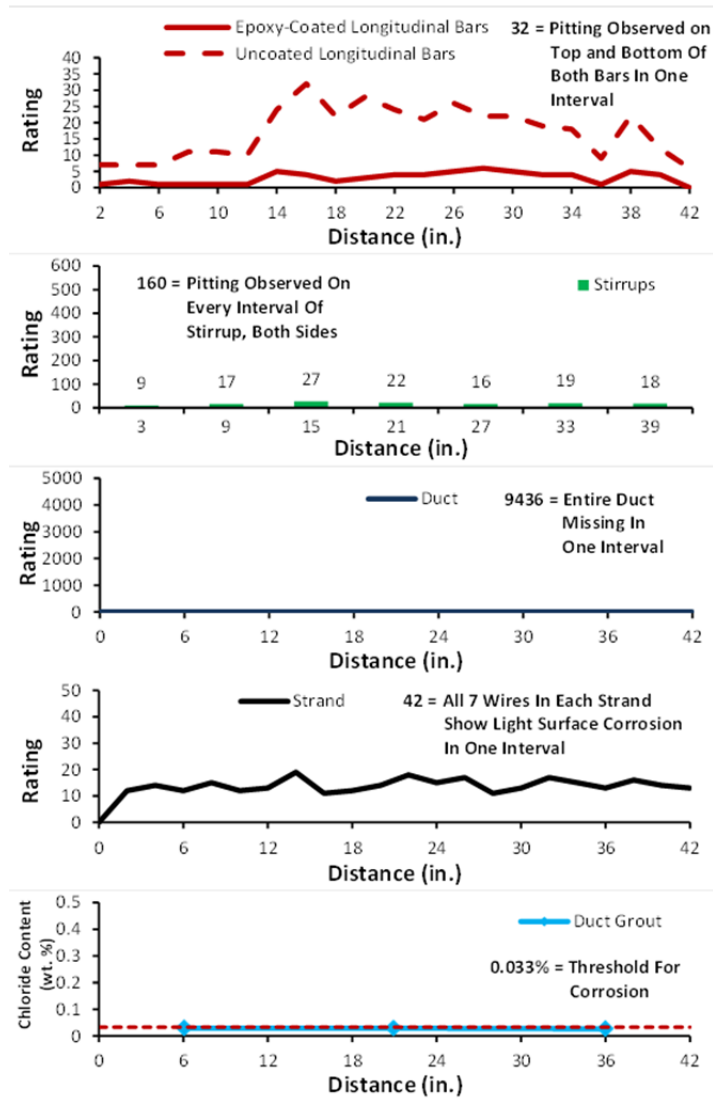 Epoxy-Coated Longitudinal Bars
Uncoated Longitudinal Bars
32 = Pitting Observed on
Top and Bottom Of
Both Bars In One
Interval
Rating
40
35
30
25
20
15
10
5
0
2 6 10 14 18 22 26 30 34 38 42
Distance (in.)
160 = Pitting Observed On
Every Interval Of
Stirrup, Both Sides
Stirrups
Rating
600
500
400
300
200
100
0
9 17 27 22 16 19 18
3 9 15 21 27 33 39
Distance (in.)
Duct
9436 = Entire Duct
Missing In
One Interval
Rating
5000
4000
3000
2000
1000
0
0 6 12 18 24 30 36 42
Distance (in.)
Strand
42 = All 7 Wires In Each Strand
Show Light Surface Corrosion
In One Interval
Rating
50
40
30
20
10
0
0 6 12 18 24 30 36 42
Distance (in.)
Duct Grout
0.033% = Threshold For
Corrosion
Chloride Content
(wt. %)
0.5
0.4
0.3
0.2
0.1
0
0 6 12 18 24 30 36 42
Distance (in.)